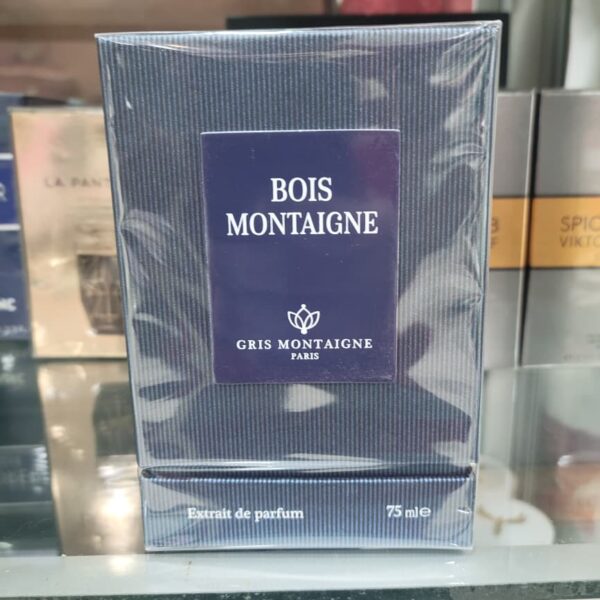 BOIS
MONTAIGNE
GRIS MONTAIGNE
PARIS
Extrait de parfum 75 ml℮
LA PANT
SPIC
VIKTO